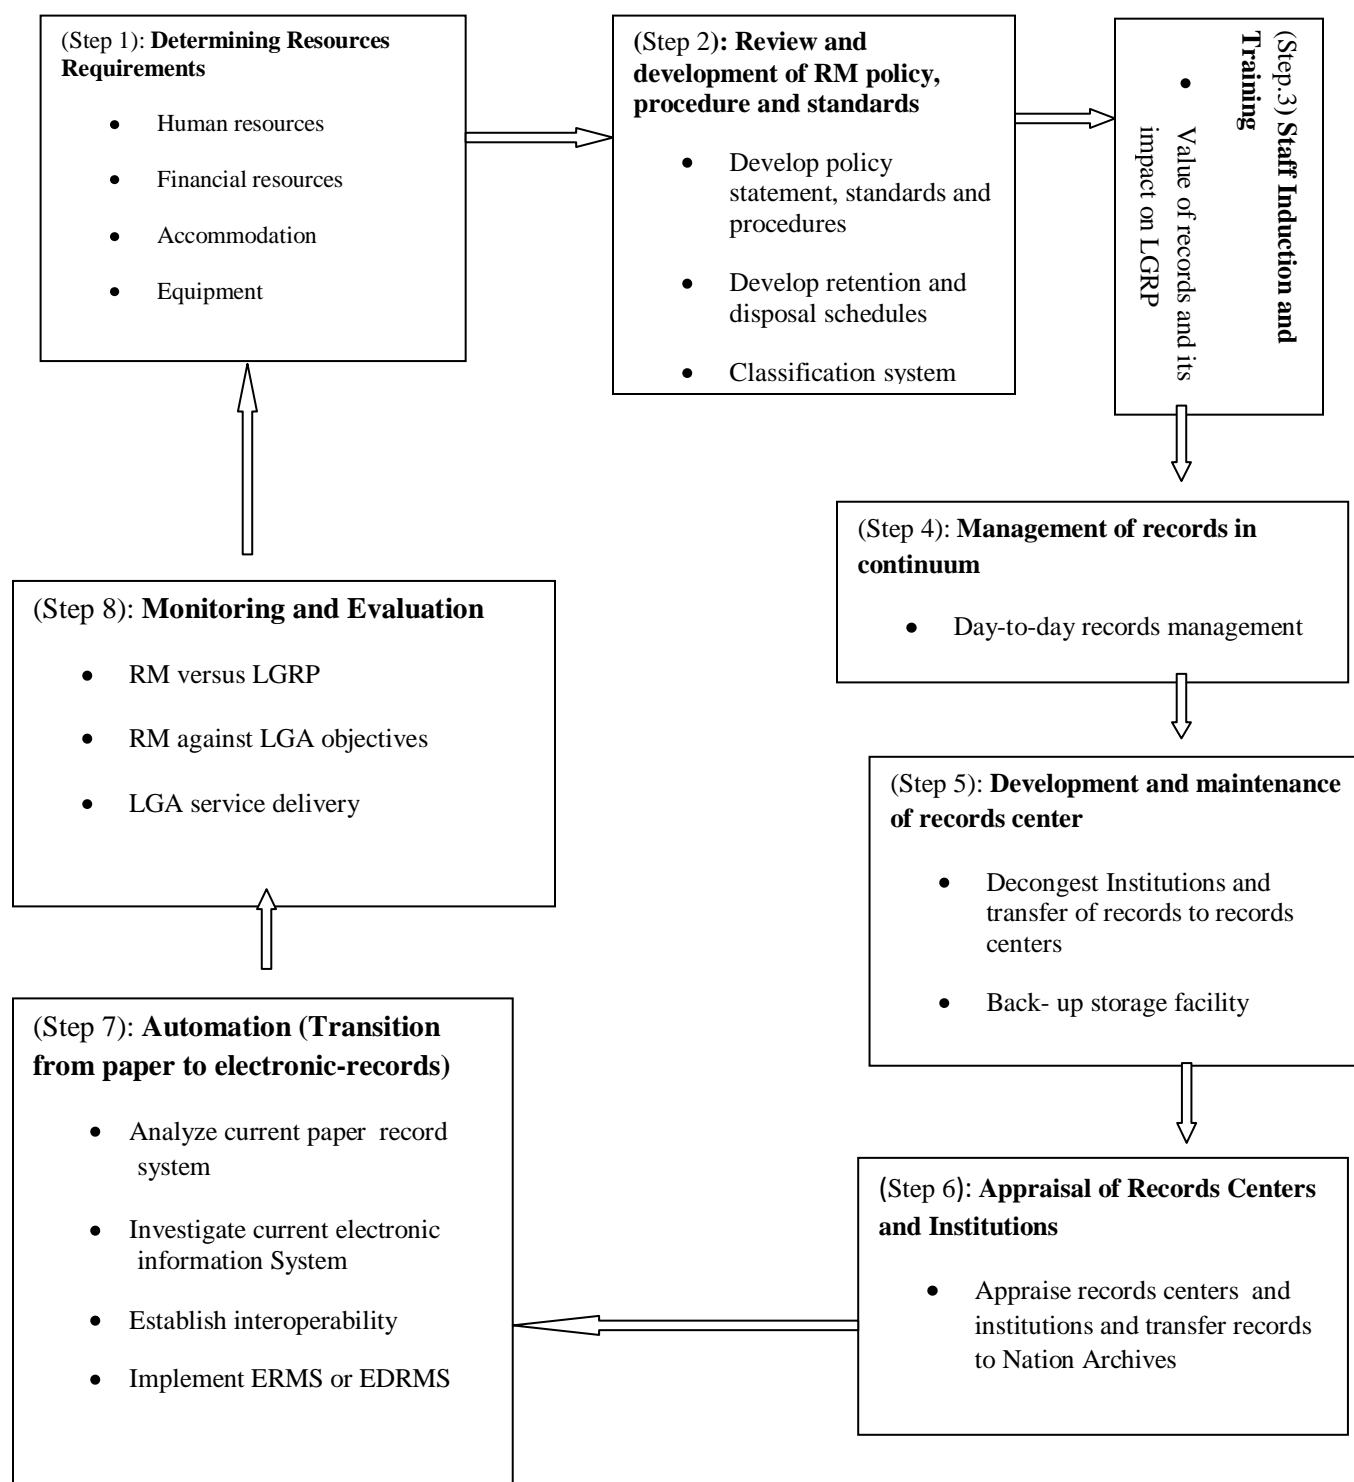 (Step 1): Determining Resources
Requirements
• Human resources
• Financial resources
• Accommodation
• Equipment
(Step 2): Review and
development of RM policy,
procedure and standards
• Develop policy
statement, standards and
procedures
• Develop retention and
disposal schedules
• Classification system
(Step.3) Staff Induction and
Training
• Value of records and its
impact on LGRP
(Step 4): Management of records in
continuum
• Day-to-day records management
(Step 5): Development and maintenance
of records center
• Decongest Institutions and
transfer of records to records
centers
• Back- up storage facility
(Step 6): Appraisal of Records Centers
and Institutions
• Appraise records centers and
institutions and transfer records
to Nation Archives
(Step 7): Automation (Transition
from paper to electronic-records)
• Analyze current paper record
system
• Investigate current electronic
information System
• Establish interoperability
• Implement ERMS or EDRMS
(Step 8): Monitoring and Evaluation
• RM versus LGRP
• RM against LGA objectives
• LGA service delivery